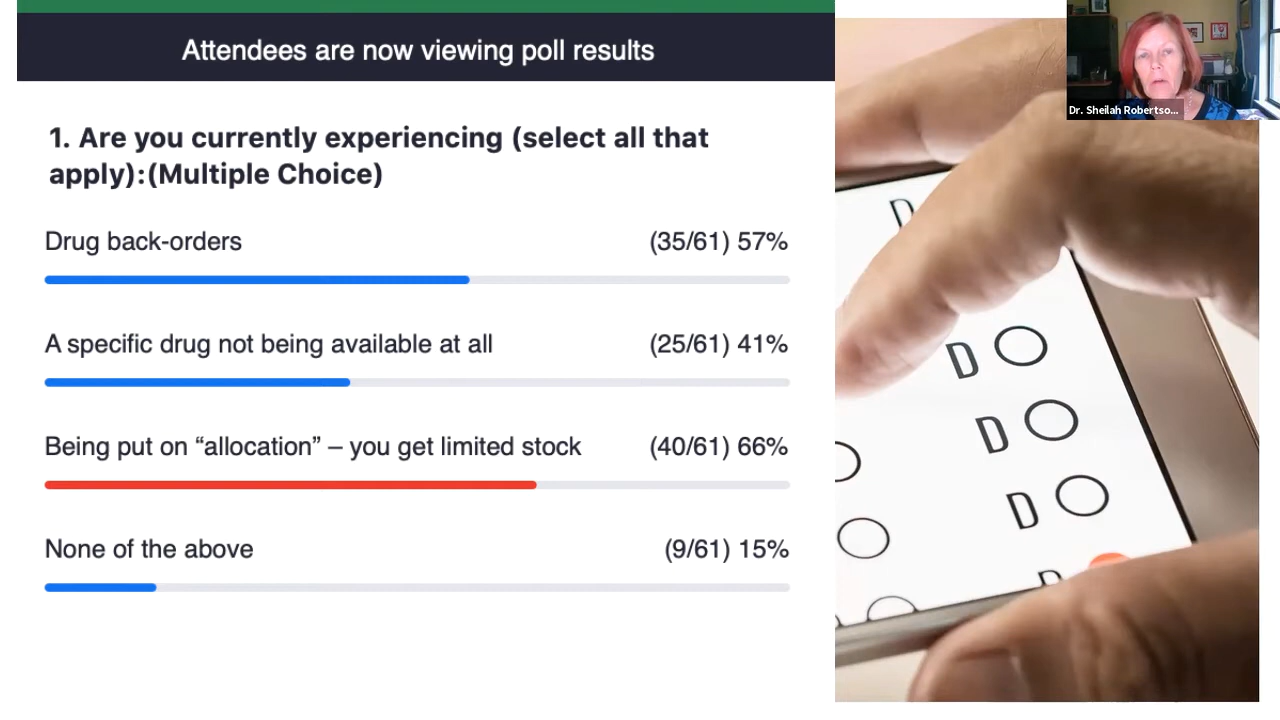 Attendees are now viewing poll results
Dr. Sheilah Robertso...
1. Are you currently experiencing (select all that
apply):(Multiple Choice)
Drug back-orders (35/61) 57%
A specific drug not being available at all (25/61) 41%
Being put on “allocation” – you get limited stock (40/61) 66%
None of the above (9/61) 15%
D
D
D
D
D